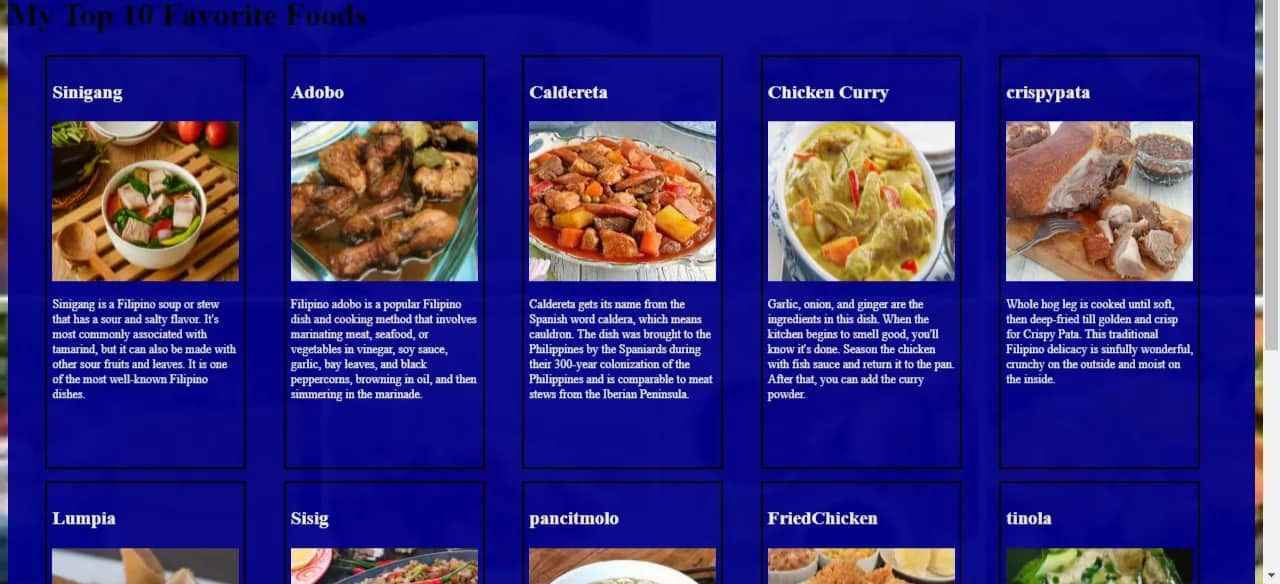 My Top 10 Favorite Foods
Sinigang
Sinigang is a Filipino soup or stew
that has a sour and salty flavor. It's
most commonly associated with
tamarind, but it can also be made with
other sour fruits and leaves. It is one
of the most well-known Filipino
dishes.
Adobo
Filipino adobo is a popular Filipino
dish and cooking method that involves
marinating meat, seafood, or
vegetables in vinegar, soy sauce,
garlic, bay leaves, and black
peppercorns, browning in oil, and then
simmering in the marinade.
Caldereta
Caldereta gets its name from the
Spanish word caldera, which means
cauldron. The dish was brought to the
Philippines by the Spaniards during
their 300-year colonization of the
Philippines and is comparable to meat
stews from the Iberian Peninsula.
Chicken Curry
Garlic, onion, and ginger are the
ingredients in this dish. When the
kitchen begins to smell good, you'll
know it's done. Season the chicken
with fish sauce and return it to the pan.
After that, you can add the curry
powder.
crispypata
Whole hog leg is cooked until soft,
then deep-fried till golden and crisp
for Crispy Pata. This traditional
Filipino delicacy is sinfully wonderful,
crunchy on the outside and moist on
the inside.
Lumpia
Sisig
pancitmolo
FriedChicken
tinola